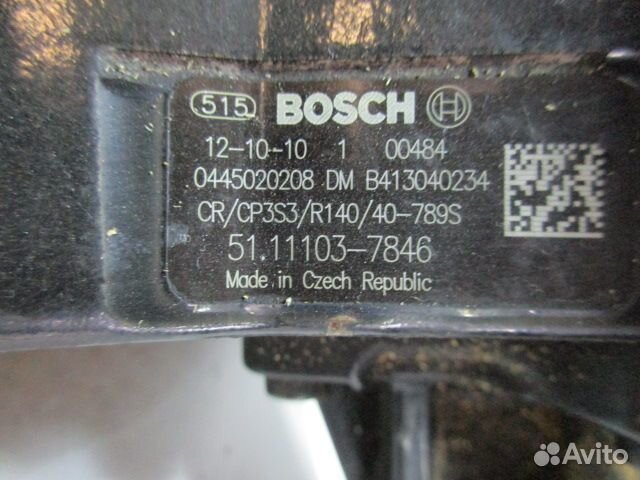 515 BOSCH
12-10-10 1 00484
0445020208 DM B413040234
CR/CP3S3/R140/40-789S
51.11103-7846
Made in Czech Republic
Avito